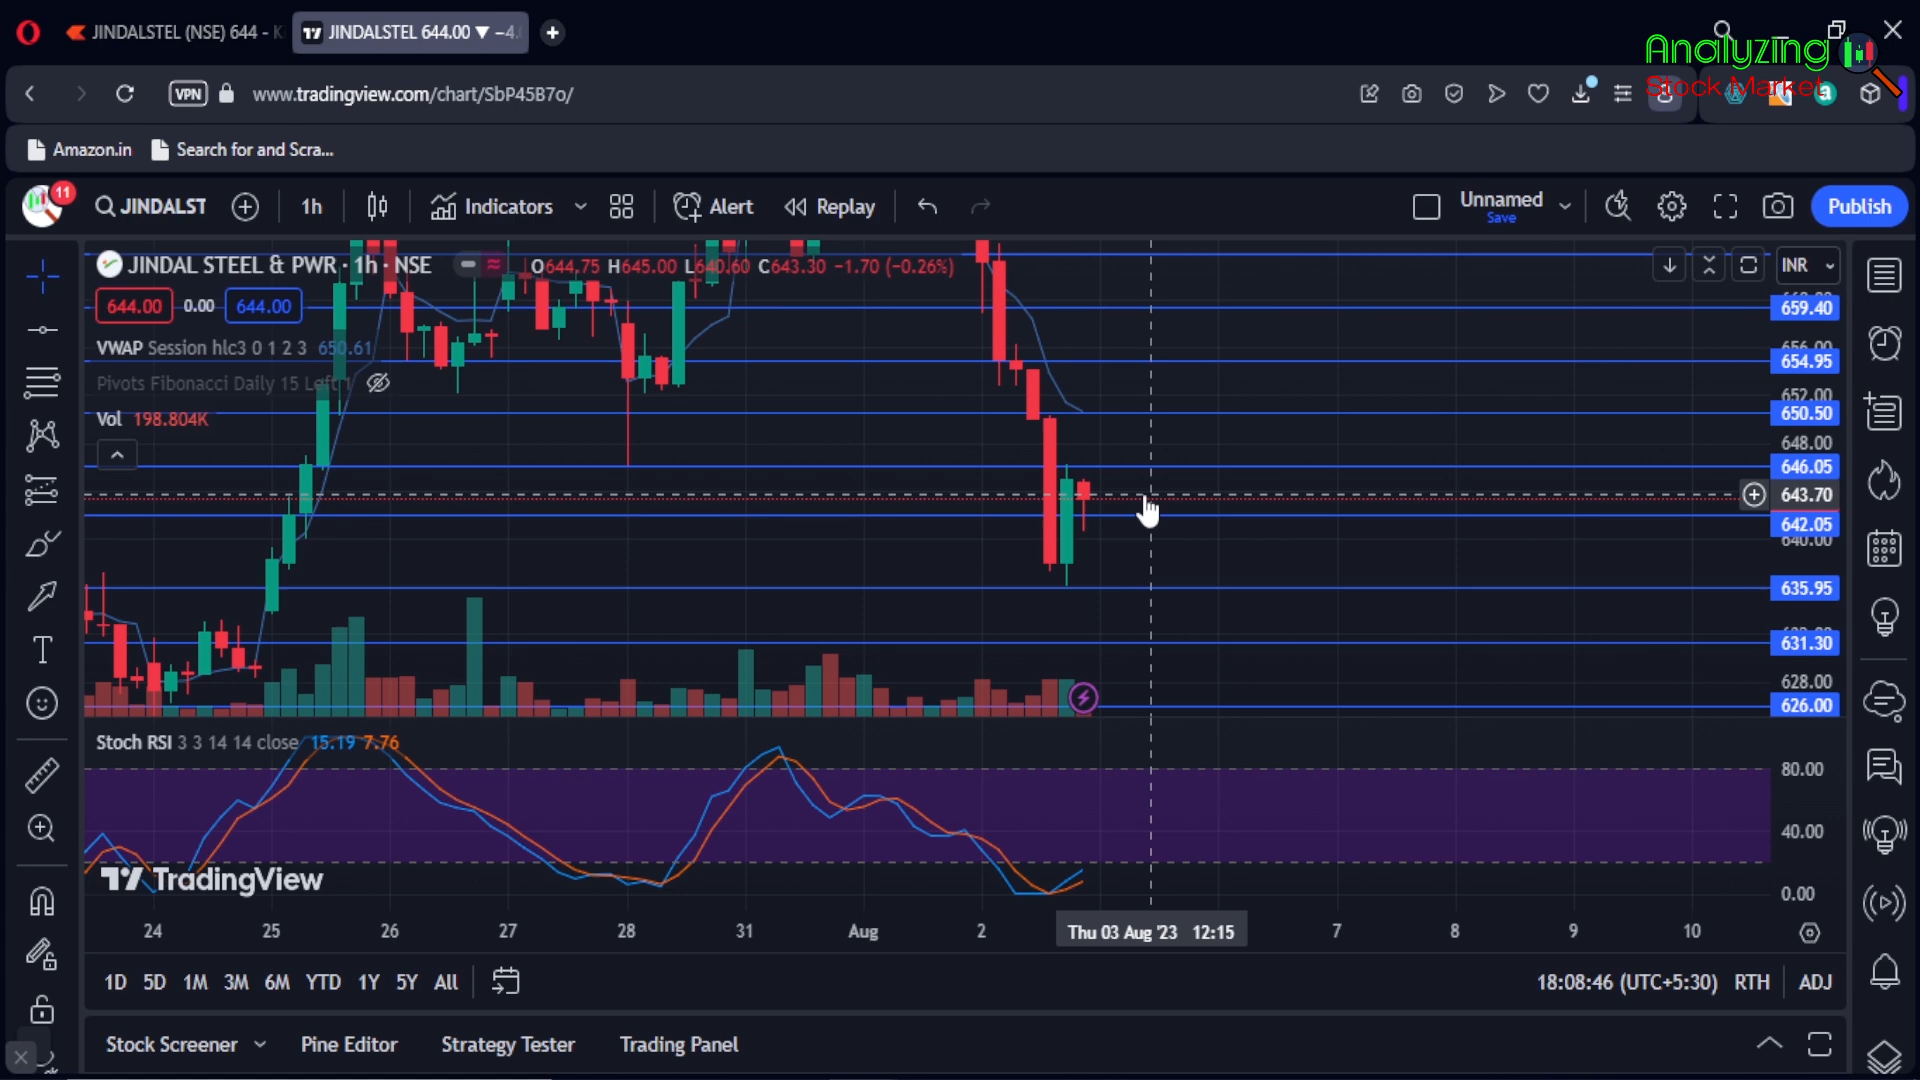 JINDALSTEL (NSE) 644 - K
JINDALSTEL 644.00 ▼ −4.
Analyzing
Stock Market
VPN
www.tradingview.com/chart/SbP45B7o/
Amazon.in
Search for and Scra...
11
JINDALST
1h
Indicators
Alert
Replay
Unnamed
Save
Publish
JINDAL STEEL & PWR · 1h · NSE
O644.75 H645.00 L640.60 C643.30 −1.70 (−0.26%)
INR
644.00 0.00 644.00
659.40
VWAP Session hlc3 0 1 2 3 650.61
656.00
654.95
Pivots Fibonacci Daily 15 Left 1
652.00
650.50
Vol 198.804K
648.00
646.05
643.70
642.05
640.00
635.95
631.30
628.00
626.00
Stoch RSI 3 3 14 14 close 15.19 7.76
80.00
40.00
0.00
TradingView
24 25 26 27 28 31 Aug 2 Thu 03 Aug '23 12:15 7 8 9 10
1D 5D 1M 3M 6M YTD 1Y 5Y All
18:08:46 (UTC+5:30) RTH ADJ
Stock Screener Pine Editor Strategy Tester Trading Panel